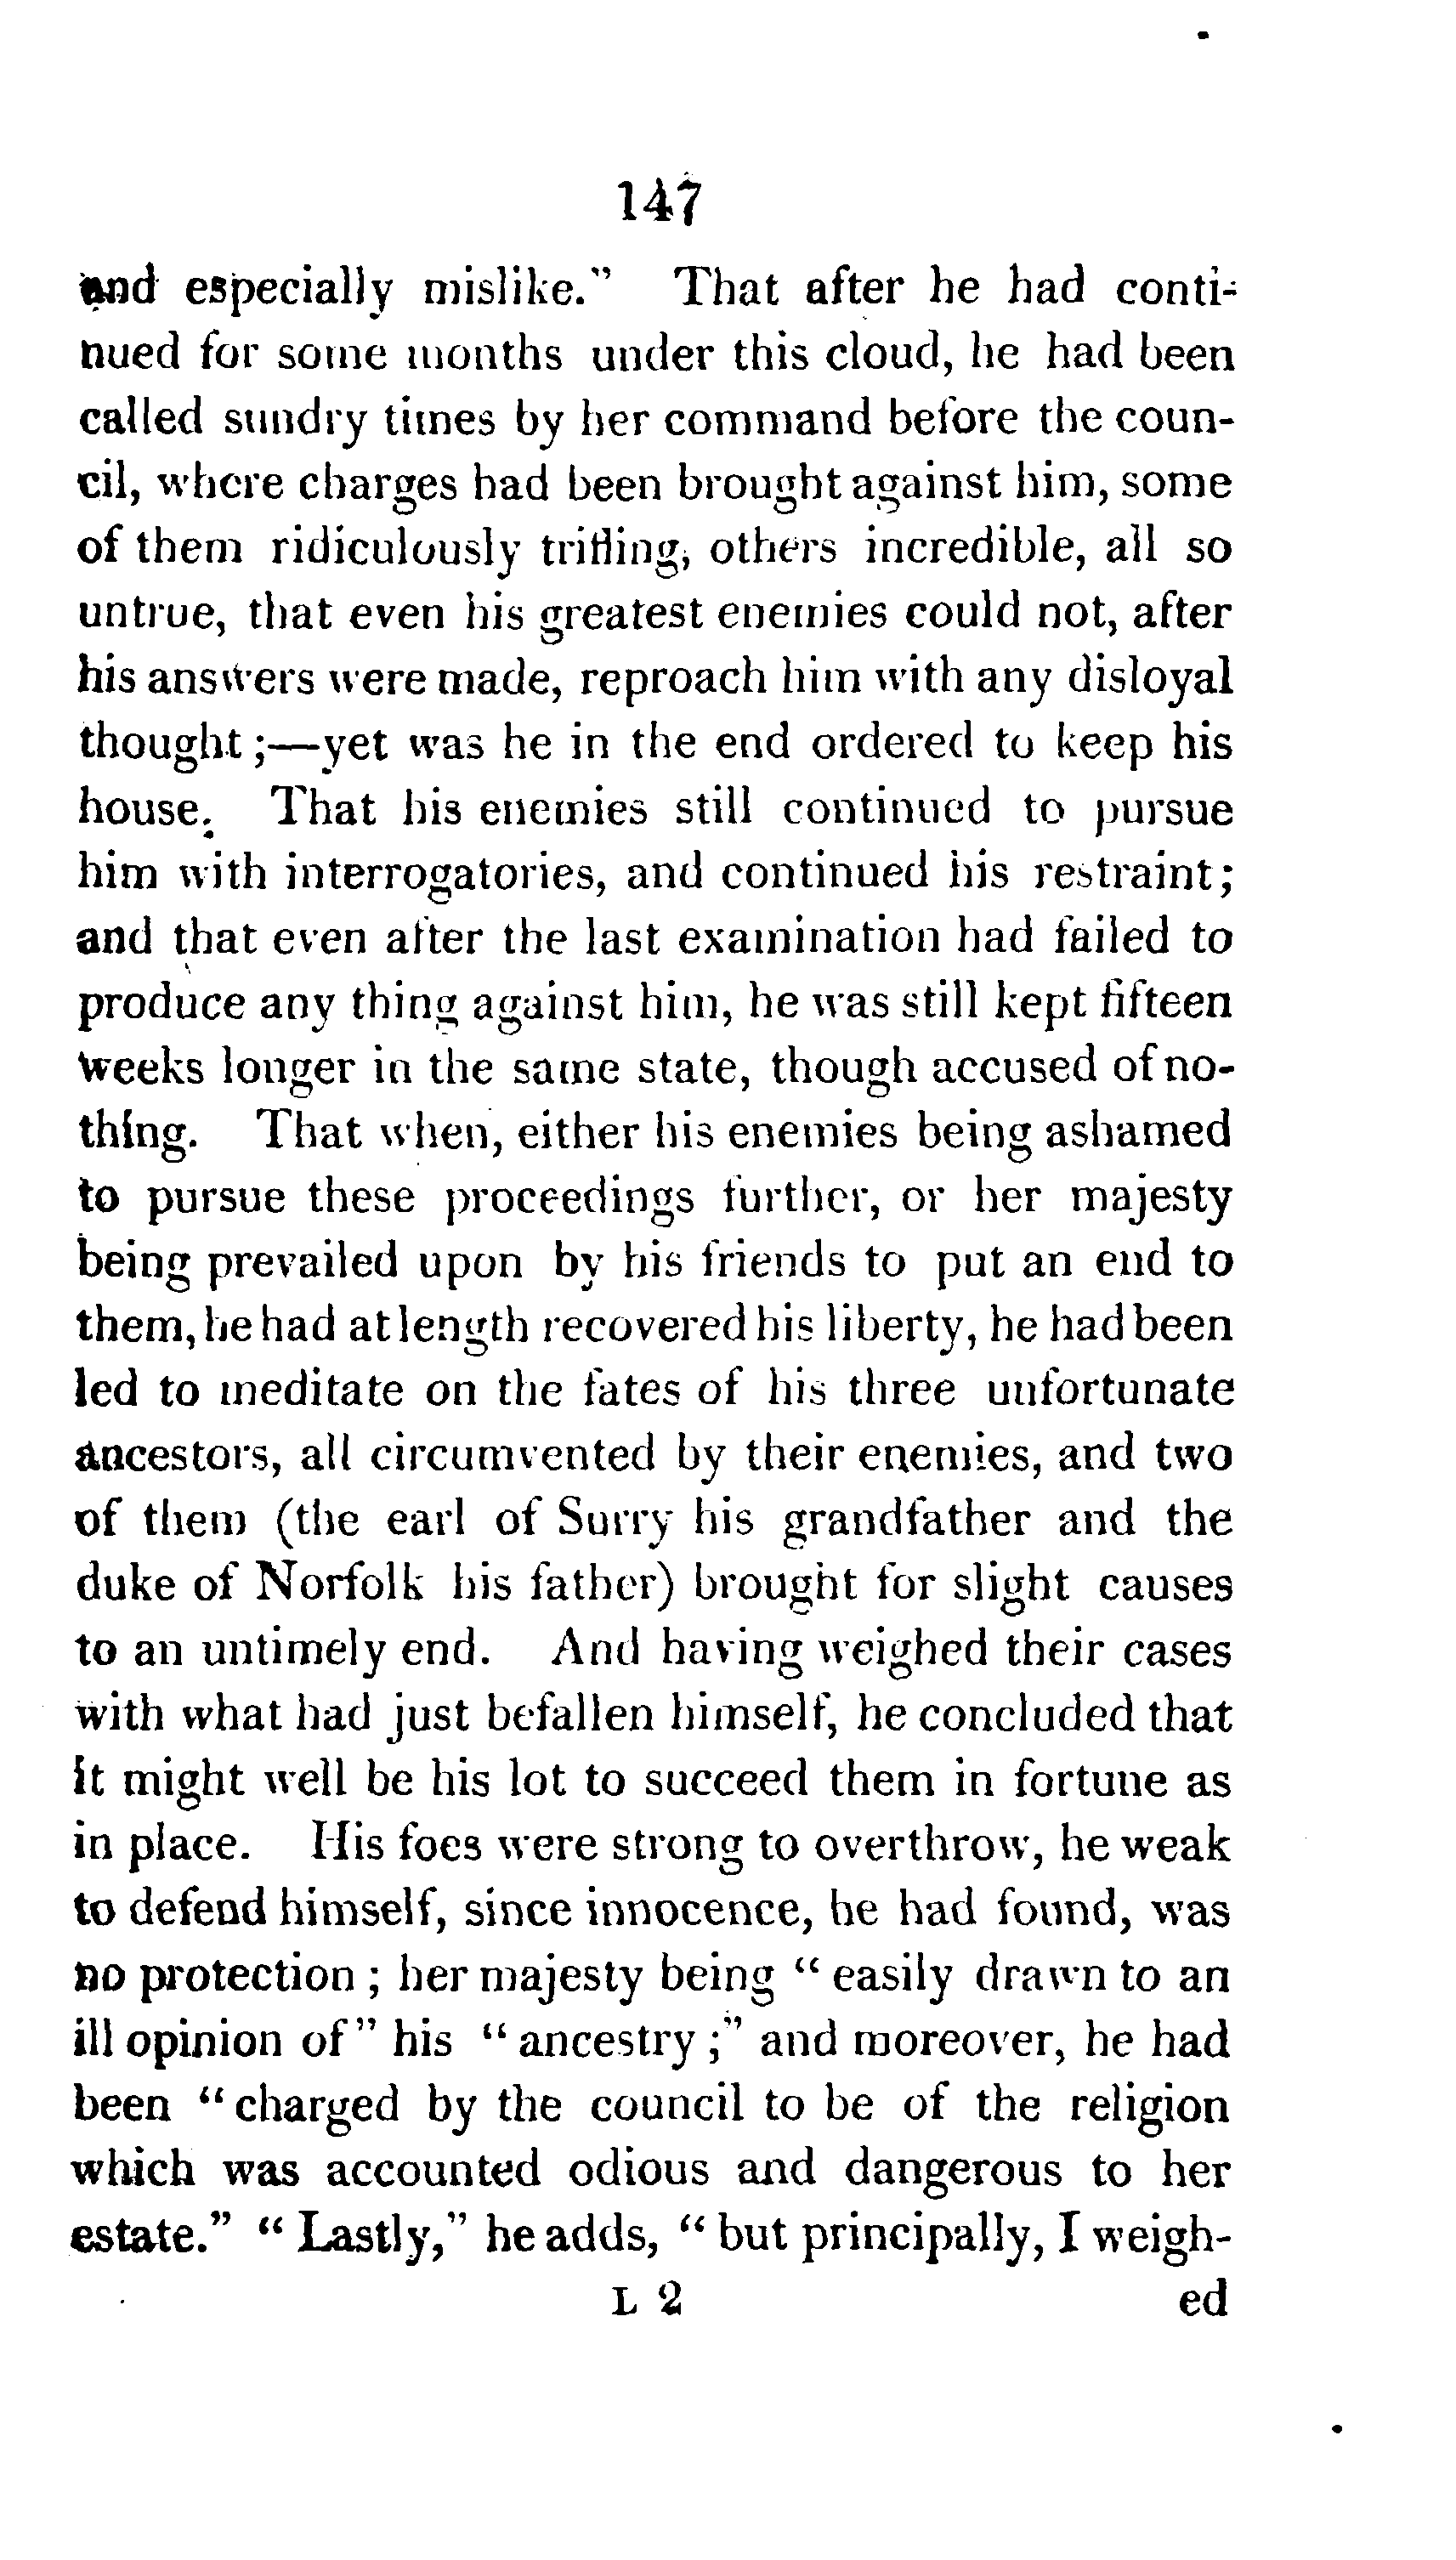 147
and especially mislike." That after he had conti-
nued for some months under this cloud, he had been
called sundry times by her command before the coun-
cil, where charges had been brought against him, some
of them ridiculously trifling, others incredible, all so
untrue, that even his greatest enemies could not, after
his answers were made, reproach him with any disloyal
thought;—yet was he in the end ordered to keep his
house. That his enemies still continued to pursue
him with interrogatories, and continued his restraint;
and that even after the last examination had failed to
produce any thing against him, he was still kept fifteen
weeks longer in the same state, though accused of no-
thing. That when, either his enemies being ashamed
to pursue these proceedings further, or her majesty
being prevailed upon by his friends to put an end to
them, he had at length recovered his liberty, he had been
led to meditate on the fates of his three unfortunate
ancestors, all circumvented by their enemies, and two
of them (the earl of Surry his grandfather and the
duke of Norfolk his father) brought for slight causes
to an untimely end. And having weighed their cases
with what had just befallen himself, he concluded that
it might well be his lot to succeed them in fortune as
in place. His foes were strong to overthrow, he weak
to defend himself, since innocence, he had found, was
no protection; her majesty being "easily drawn to an
ill opinion of" his "ancestry;" and moreover, he had
been "charged by the council to be of the religion
which was accounted odious and dangerous to her
estate." "Lastly," he adds, "but principally, I weigh-
L 2 ed